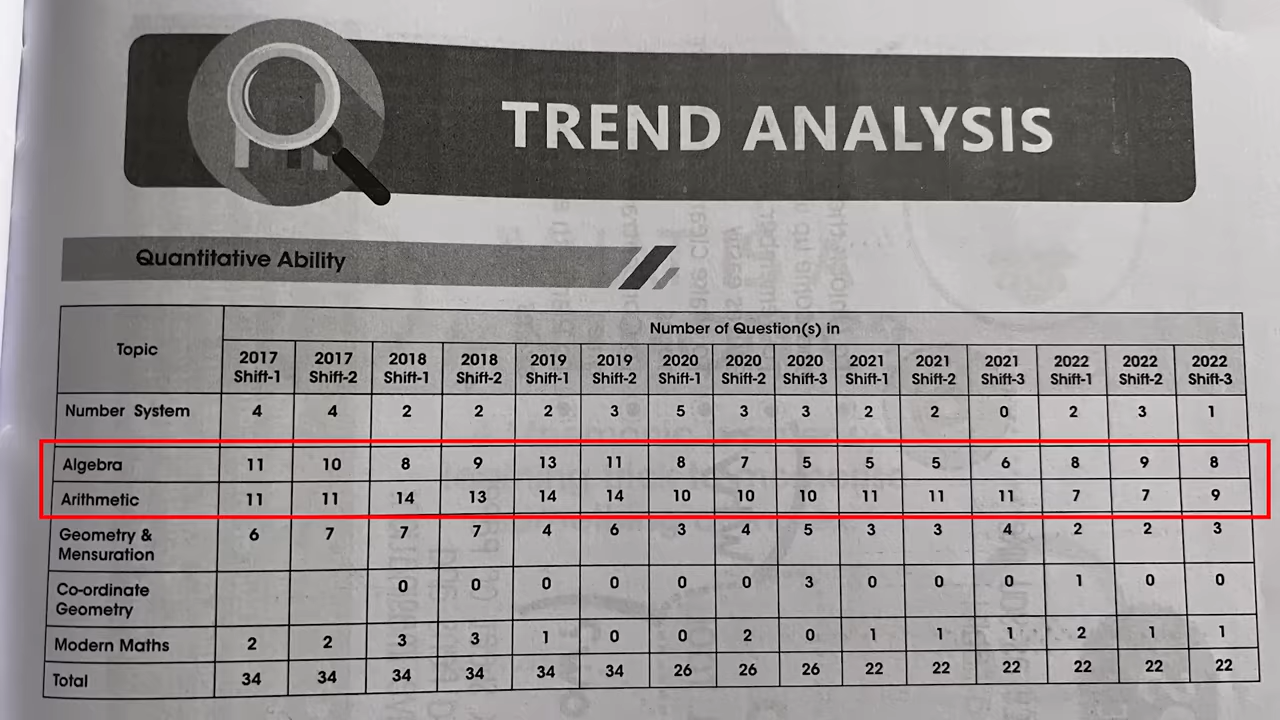 TREND ANALYSIS
Quantitative Ability
Topic
Number of Question(s) in
2017 Shift-1 2017 Shift-2 2018 Shift-1 2018 Shift-2 2019 Shift-1 2019 Shift-2 2020 Shift-1 2020 Shift-2 2020 Shift-3 2021 Shift-1 2021 Shift-2 2021 Shift-3 2022 Shift-1 2022 Shift-2 2022 Shift-3
Number System 4 4 2 2 2 3 5 3 3 2 2 0 2 3 1
Algebra 11 10 8 9 13 11 8 7 5 5 5 6 8 9 8
Arithmetic 11 11 14 13 14 14 10 10 10 11 11 11 7 7 9
Geometry & Mensuration 6 7 7 7 4 6 3 4 5 3 3 4 2 2 3
Co-ordinate Geometry 0 0 0 0 0 0 3 0 0 0 1 0 0
Modern Maths 2 2 3 3 1 0 0 2 0 1 1 1 2 1 1
Total 34 34 34 34 34 34 26 26 26 22 22 22 22 22 22